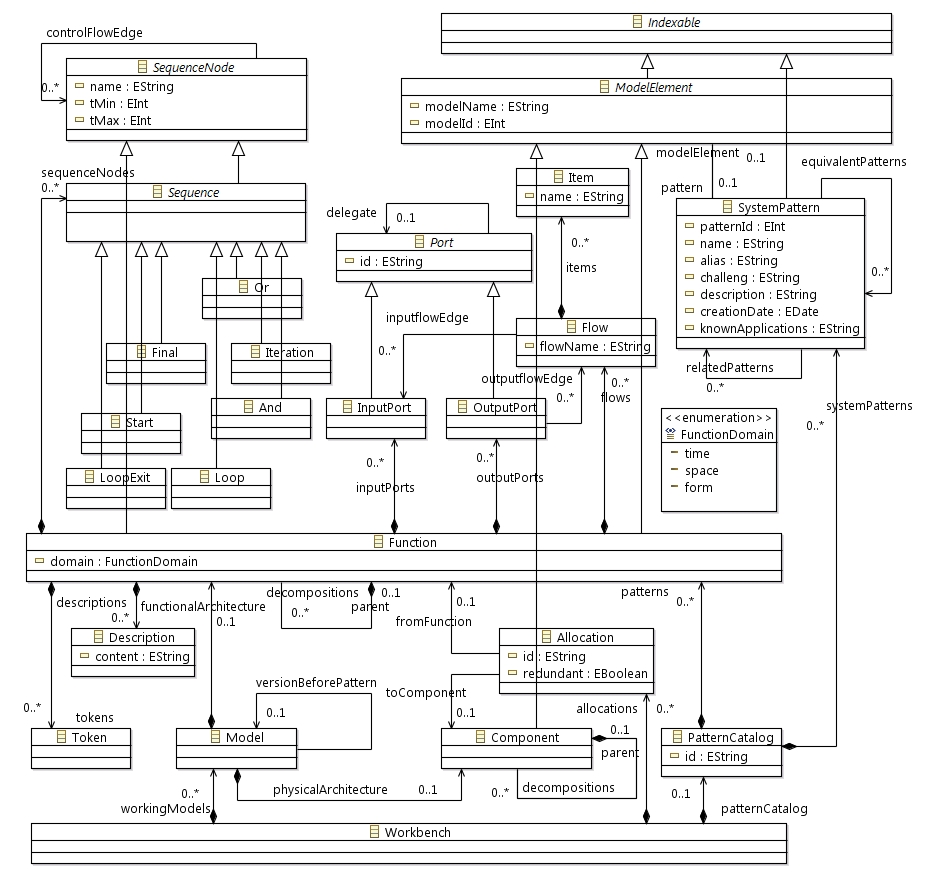 Indexable
controlFlowEdge
SequenceNode
0..*
name : EString
tMin : EInt
tMax : EInt
ModelElement
modelName : EString
modelId : EInt
sequenceNodes
0..*
Sequence
modelElement
0..1
equivalentPatterns
pattern
0..1
Item
name : EString
0..*
items
delegate
0..1
Port
id : EString
SystemPattern
patternId : EInt
name : EString
alias : EString
challeng : EString
description : EString
creationDate : EDate
knownApplications : EString
0..*
Or
Final
Iteration
inputflowEdge
0..*
Flow
flowName : EString
outputflowEdge
0..*
0..*
flows
relatedPatterns
0..*
systemPatterns
0..*
Start
And
InputPort
OutputPort
<<enumeration>>
FunctionDomain
time
space
form
LoopExit
Loop
0..*
inputPorts
0..*
outputPorts
Function
domain : FunctionDomain
descriptions
0..*
functionalArchitecture
0..1
decompositions
0..*
0..1
parent
0..1
fromFunction
patterns
0..*
Description
content : EString
Allocation
id : EString
redundant : EBoolean
versionBeforePattern
0..1
toComponent
0..1
allocations
0..*
0..*
tokens
Token
Model
Component
0..1
parent
PatternCatalog
id : EString
0..*
workingModels
physicalArchitecture
0..1
0..*
decompositions
0..1
patternCatalog
Workbench